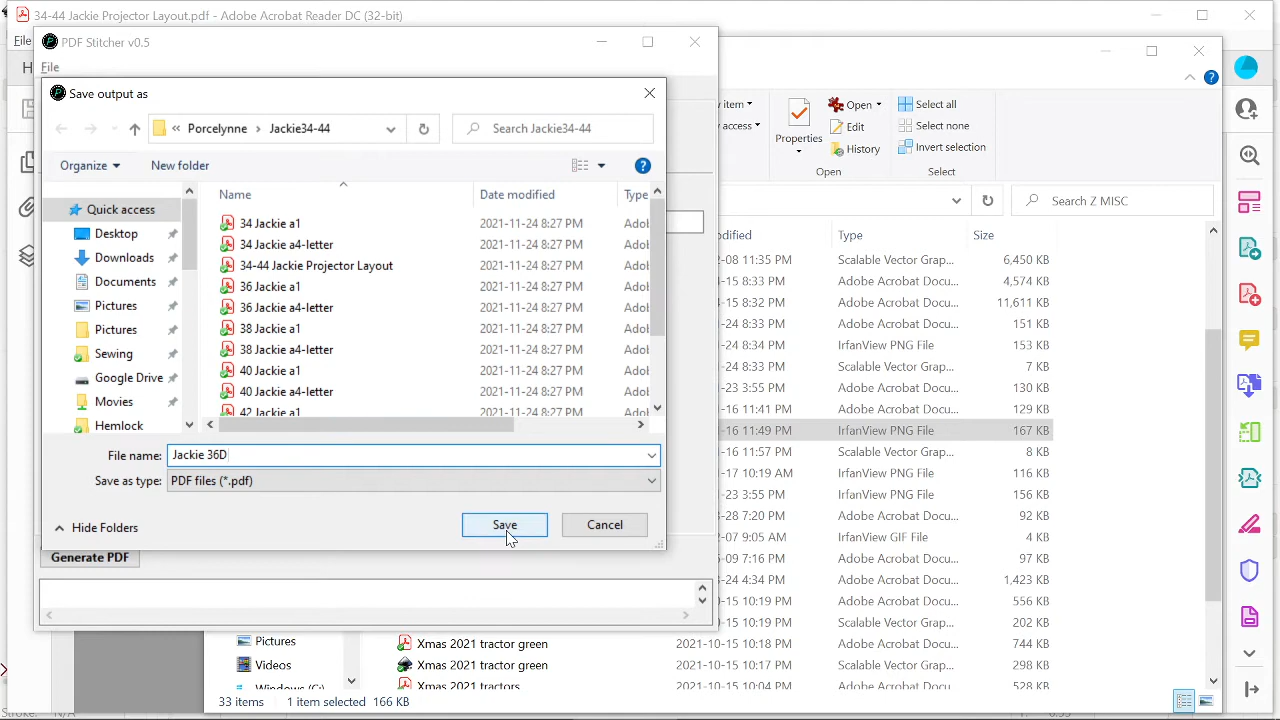 34-44 Jackie Projector Layout.pdf - Adobe Acrobat Reader DC (32-bit)
File
PDF Stitcher v0.5
File
Save output as
« Porcelynne > Jackie34-44
Search Jackie34-44
Organize
New folder
Name
Date modified
Type
Quick access
Desktop
Downloads
Documents
Pictures
Pictures
Sewing
Google Drive
Movies
Hemlock
34 Jackie a1 2021-11-24 8:27 PM Adol
34 Jackie a4-letter 2021-11-24 8:27 PM Adol
34-44 Jackie Projector Layout 2021-11-24 8:27 PM Adol
36 Jackie a1 2021-11-24 8:27 PM Adol
36 Jackie a4-letter 2021-11-24 8:27 PM Adol
38 Jackie a1 2021-11-24 8:27 PM Adol
38 Jackie a4-letter 2021-11-24 8:27 PM Adol
40 Jackie a1 2021-11-24 8:27 PM Adol
40 Jackie a4-letter 2021-11-24 8:27 PM Adol
42 Jackie a1 2021-11-24 8:27 PM Adol
File name: Jackie 36D
Save as type: PDF files (*.pdf)
Hide Folders
Save
Cancel
Generate PDF
item
access
Properties
Open
Edit
History
Open
Select all
Select none
Invert selection
Select
Search Z MISC
dified Type Size
-08 11:35 PM Scalable Vector Grap... 6,450 KB
-15 8:33 PM Adobe Acrobat Docu... 4,574 KB
-15 8:32 PM Adobe Acrobat Docu... 11,611 KB
-24 8:33 PM Adobe Acrobat Docu... 151 KB
-24 8:34 PM IrfanView PNG File 153 KB
-24 8:33 PM Scalable Vector Grap... 7 KB
-23 3:55 PM Adobe Acrobat Docu... 130 KB
-16 11:41 PM Adobe Acrobat Docu... 129 KB
-16 11:49 PM IrfanView PNG File 167 KB
-16 11:57 PM Scalable Vector Grap... 8 KB
-17 10:19 AM IrfanView PNG File 116 KB
-23 3:55 PM IrfanView PNG File 156 KB
-28 7:20 PM Adobe Acrobat Docu... 92 KB
-07 9:05 AM IrfanView GIF File 4 KB
-09 7:16 PM Adobe Acrobat Docu... 97 KB
-24 4:34 PM Adobe Acrobat Docu... 1,423 KB
-15 10:19 PM Adobe Acrobat Docu... 556 KB
-15 10:19 PM Scalable Vector Grap... 202 KB
Pictures
Videos
Windows (C:)
Xmas 2021 tractor green 2021-10-15 10:18 PM Adobe Acrobat Docu... 744 KB
Xmas 2021 tractor green 2021-10-15 10:17 PM Scalable Vector Grap... 298 KB
Xmas 2021 tractors 2021-10-15 10:04 PM Adobe Acrobat Docu... 528 KB
33 items 1 item selected 166 KB